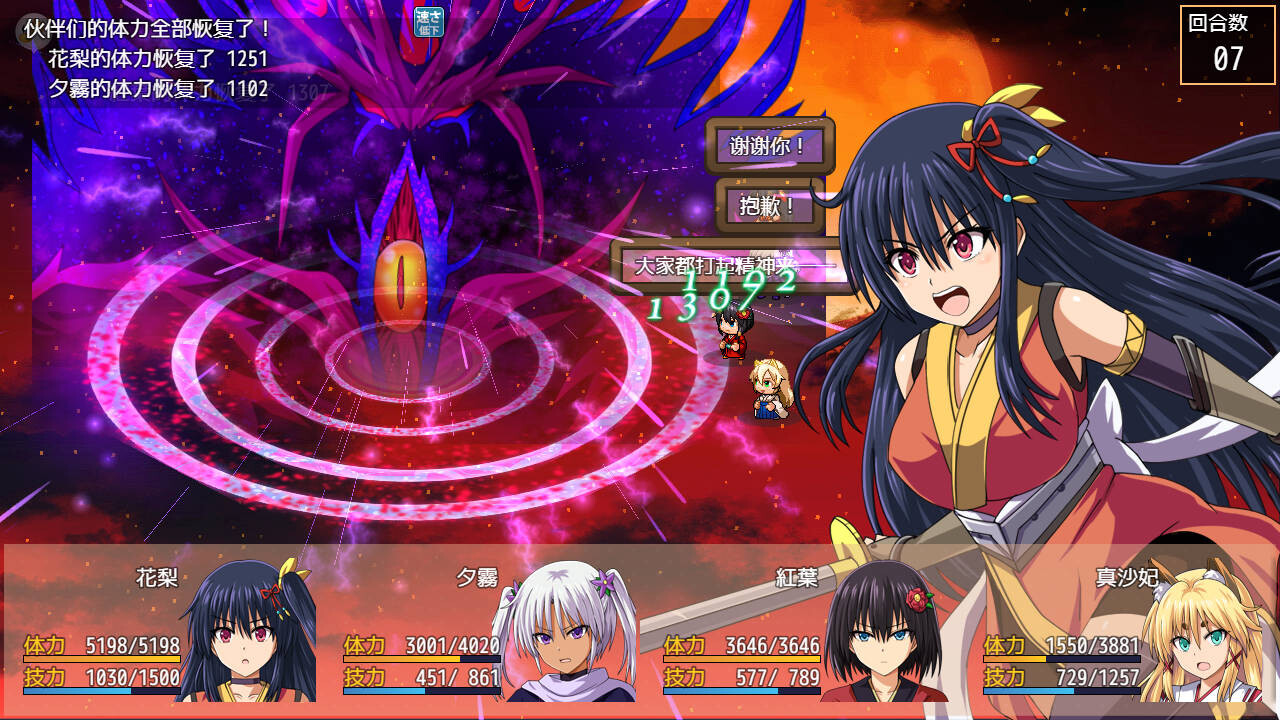 伙伴们的体力全部恢复了！
花梨的体力恢复了 1251
夕霧的体力恢复了 1102
1307
速さ
低下
回合数
07
谢谢你！
抱歉！
大家都打起精神来
1192
1307
花梨
体力 5198/5198
技力 1030/1500
夕霧
体力 3001/4020
技力 451/ 861
紅葉
体力 3646/3646
技力 577/ 789
真沙妃
体力 1550/3881
技力 729/1257